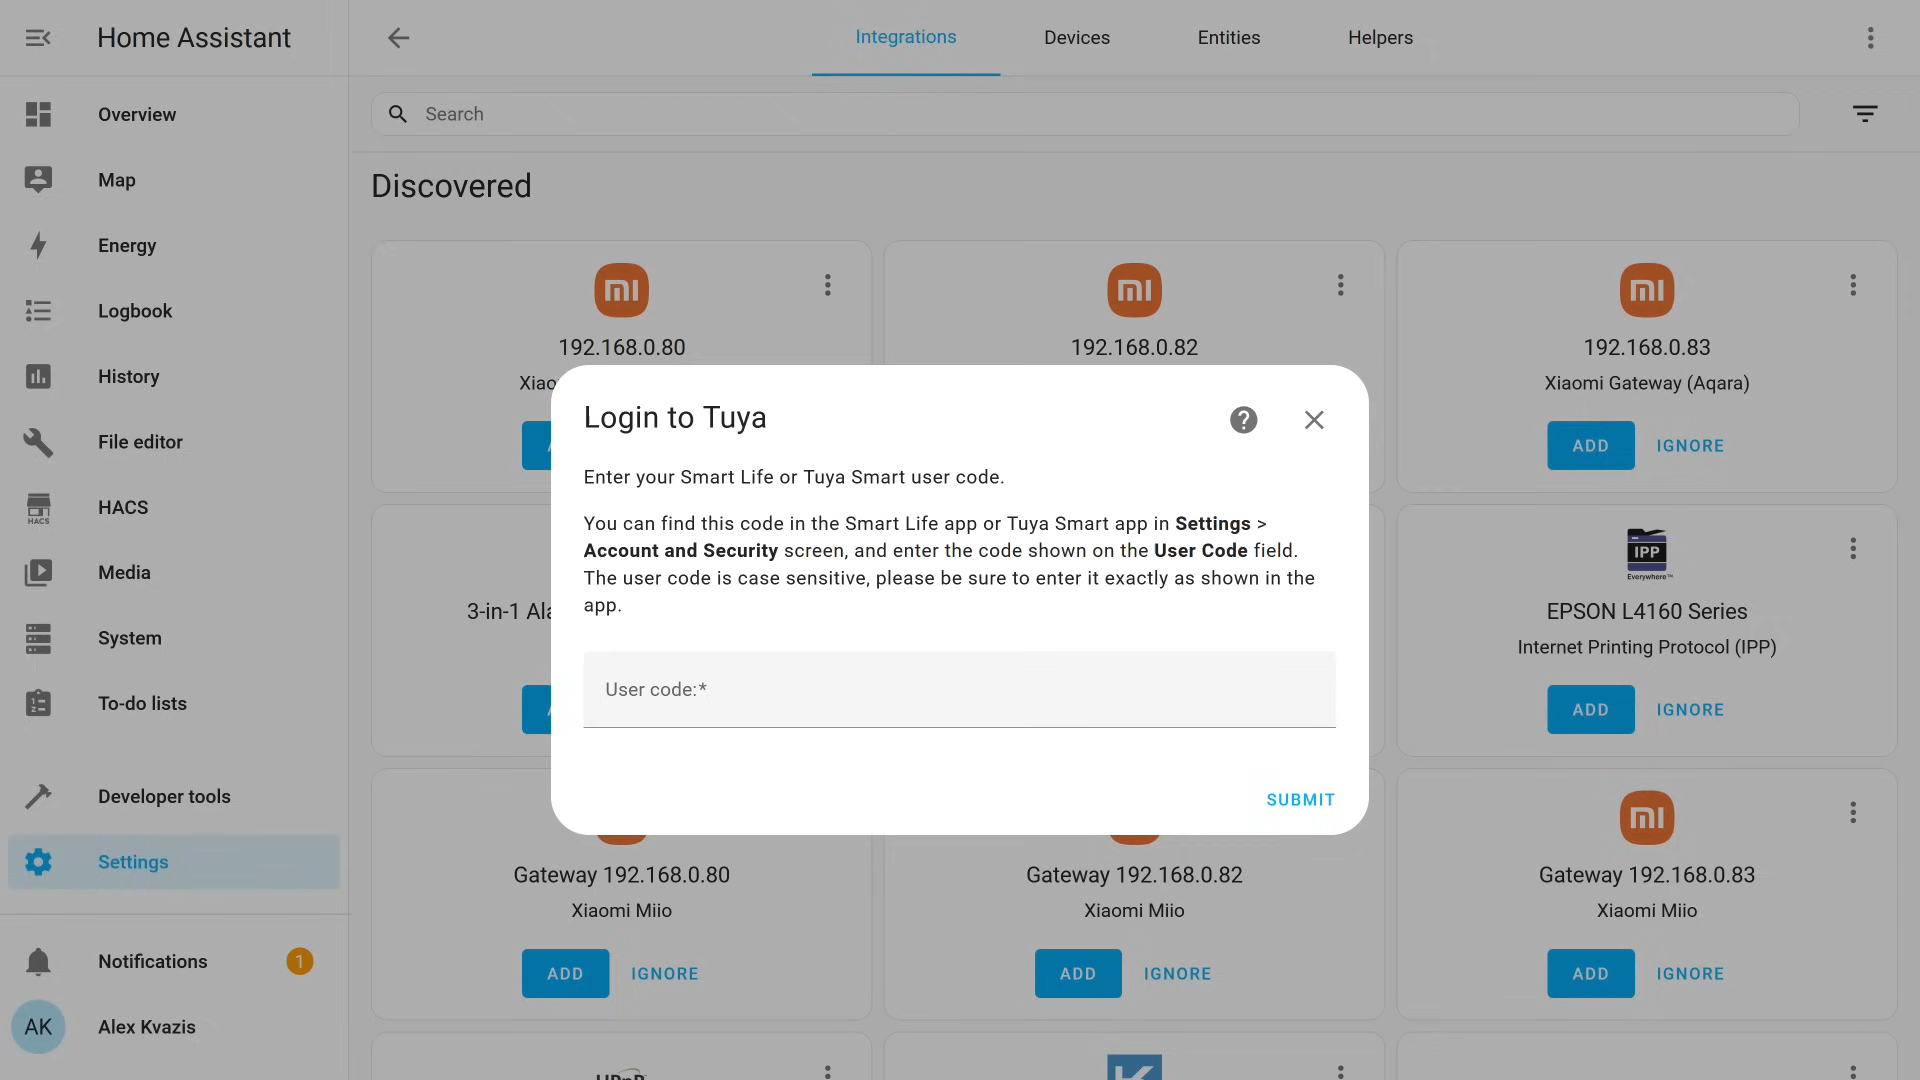 Home Assistant
Integrations
Devices
Entities
Helpers
Search
Overview
Map
Energy
Logbook
History
File editor
HACS
HACS
Media
System
To-do lists
Developer tools
Settings
Notifications
1
AK
Alex Kvazis
Discovered
192.168.0.80
192.168.0.82
192.168.0.83
Xiaomi Gateway (Aqara)
ADD
IGNORE
3-in-1
IPP
Everywhere™
EPSON L4160 Series
Internet Printing Protocol (IPP)
ADD
IGNORE
Login to Tuya
Enter your Smart Life or Tuya Smart user code.
You can find this code in the Smart Life app or Tuya Smart app in Settings >
Account and Security screen, and enter the code shown on the User Code field.
The user code is case sensitive, please be sure to enter it exactly as shown in the
app.
User code:*
SUBMIT
Gateway 192.168.0.80
Xiaomi Miio
ADD
IGNORE
Gateway 192.168.0.82
Xiaomi Miio
ADD
IGNORE
Gateway 192.168.0.83
Xiaomi Miio
ADD
IGNORE